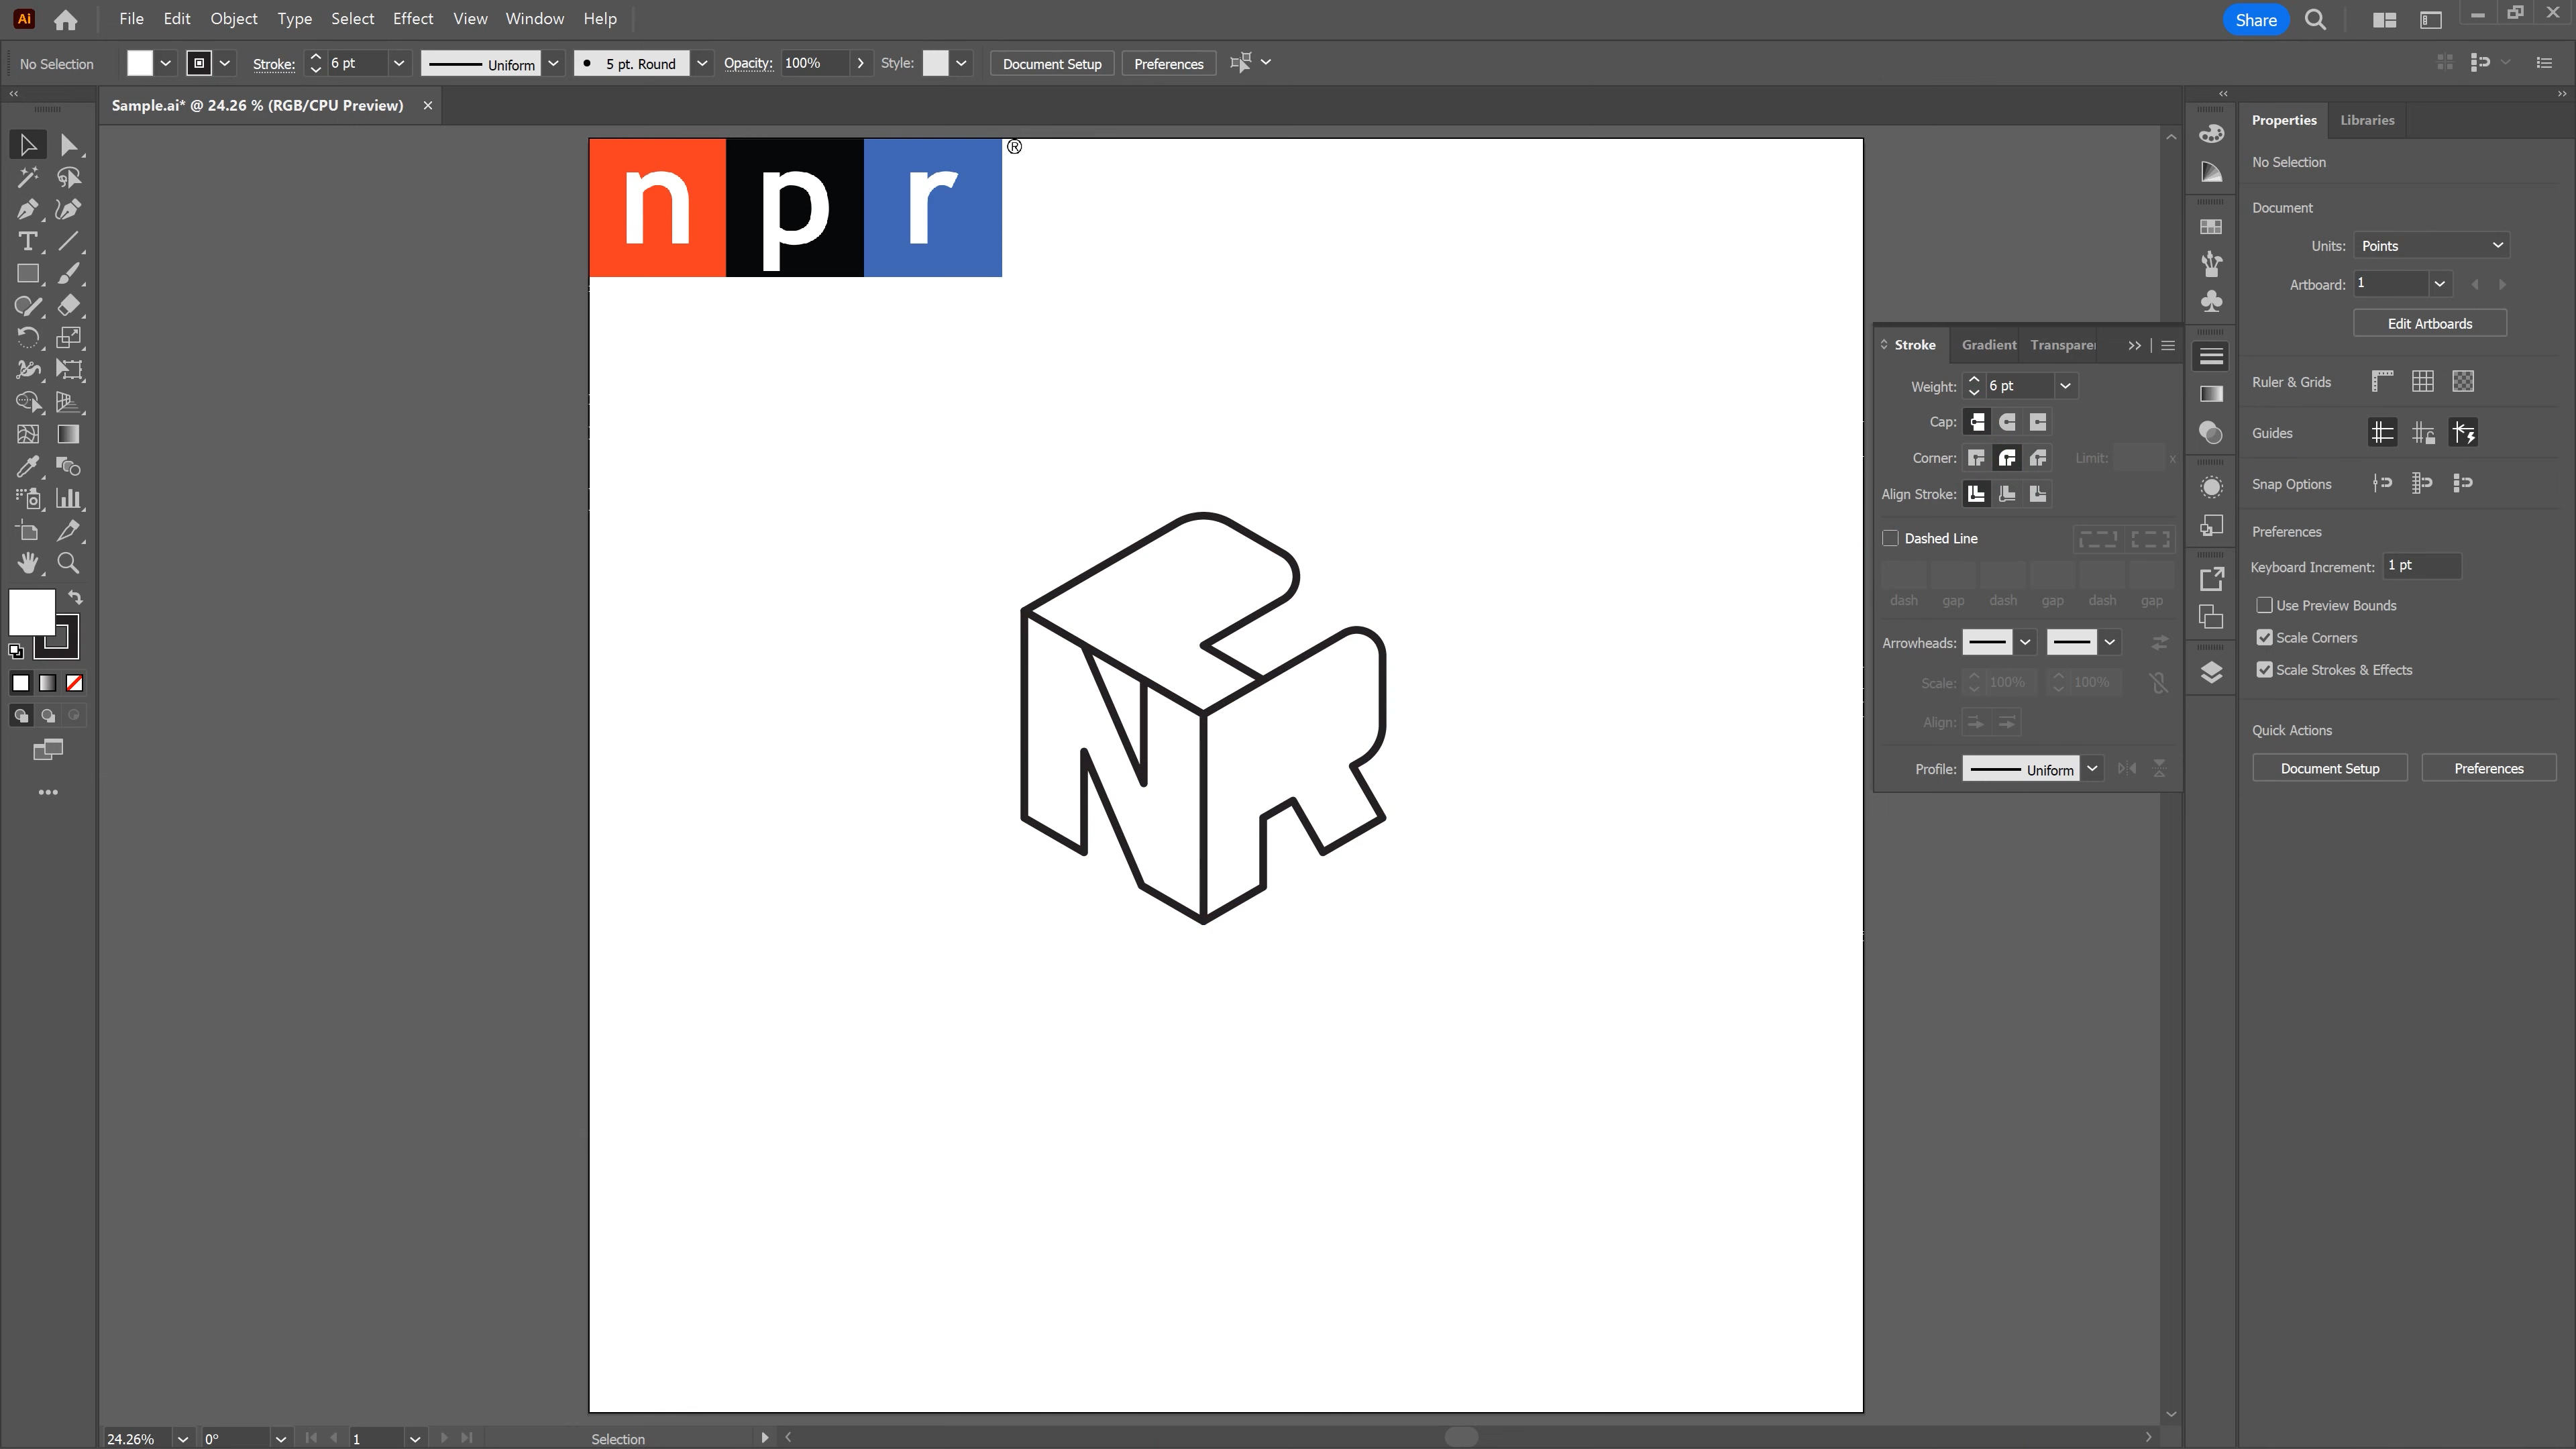 Ai File Edit Object Type Select Effect View Window Help Share
No Selection Stroke: 6 pt Uniform 5 pt. Round Opacity: 100% Style: Document Setup Preferences
Sample.ai* @ 24.26 % (RGB/CPU Preview)
npr®
NPR
Stroke Gradient Transparer
Weight: 6 pt
Cap:
Corner: Limit: x
Align Stroke:
Dashed Line
dash gap dash gap dash gap
Arrowheads:
Scale: 100% 100%
Align:
Profile: Uniform
Properties Libraries
No Selection
Document
Units: Points
Artboard: 1
Edit Artboards
Ruler & Grids
Guides
Snap Options
Preferences
Keyboard Increment: 1 pt
Use Preview Bounds
Scale Corners
Scale Strokes & Effects
Quick Actions
Document Setup Preferences
24.26% 0° 1 Selection